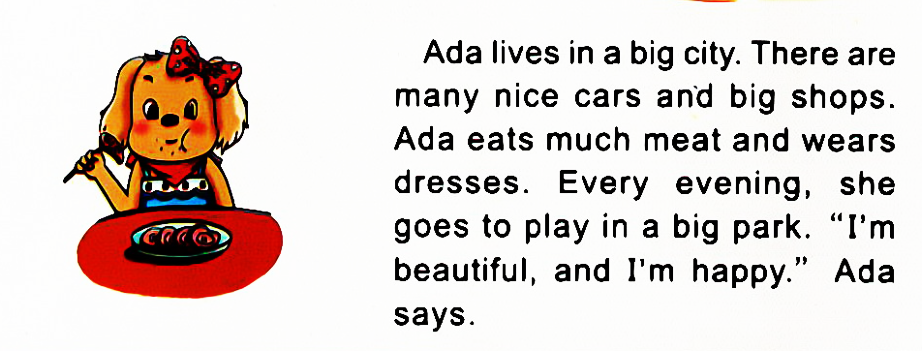 Ada lives in a big city. There are
many nice cars and big shops.
Ada eats much meat and wears
dresses. Every evening, she
goes to play in a big park. “I'm
beautiful, and I'm happy.” Ada
says.